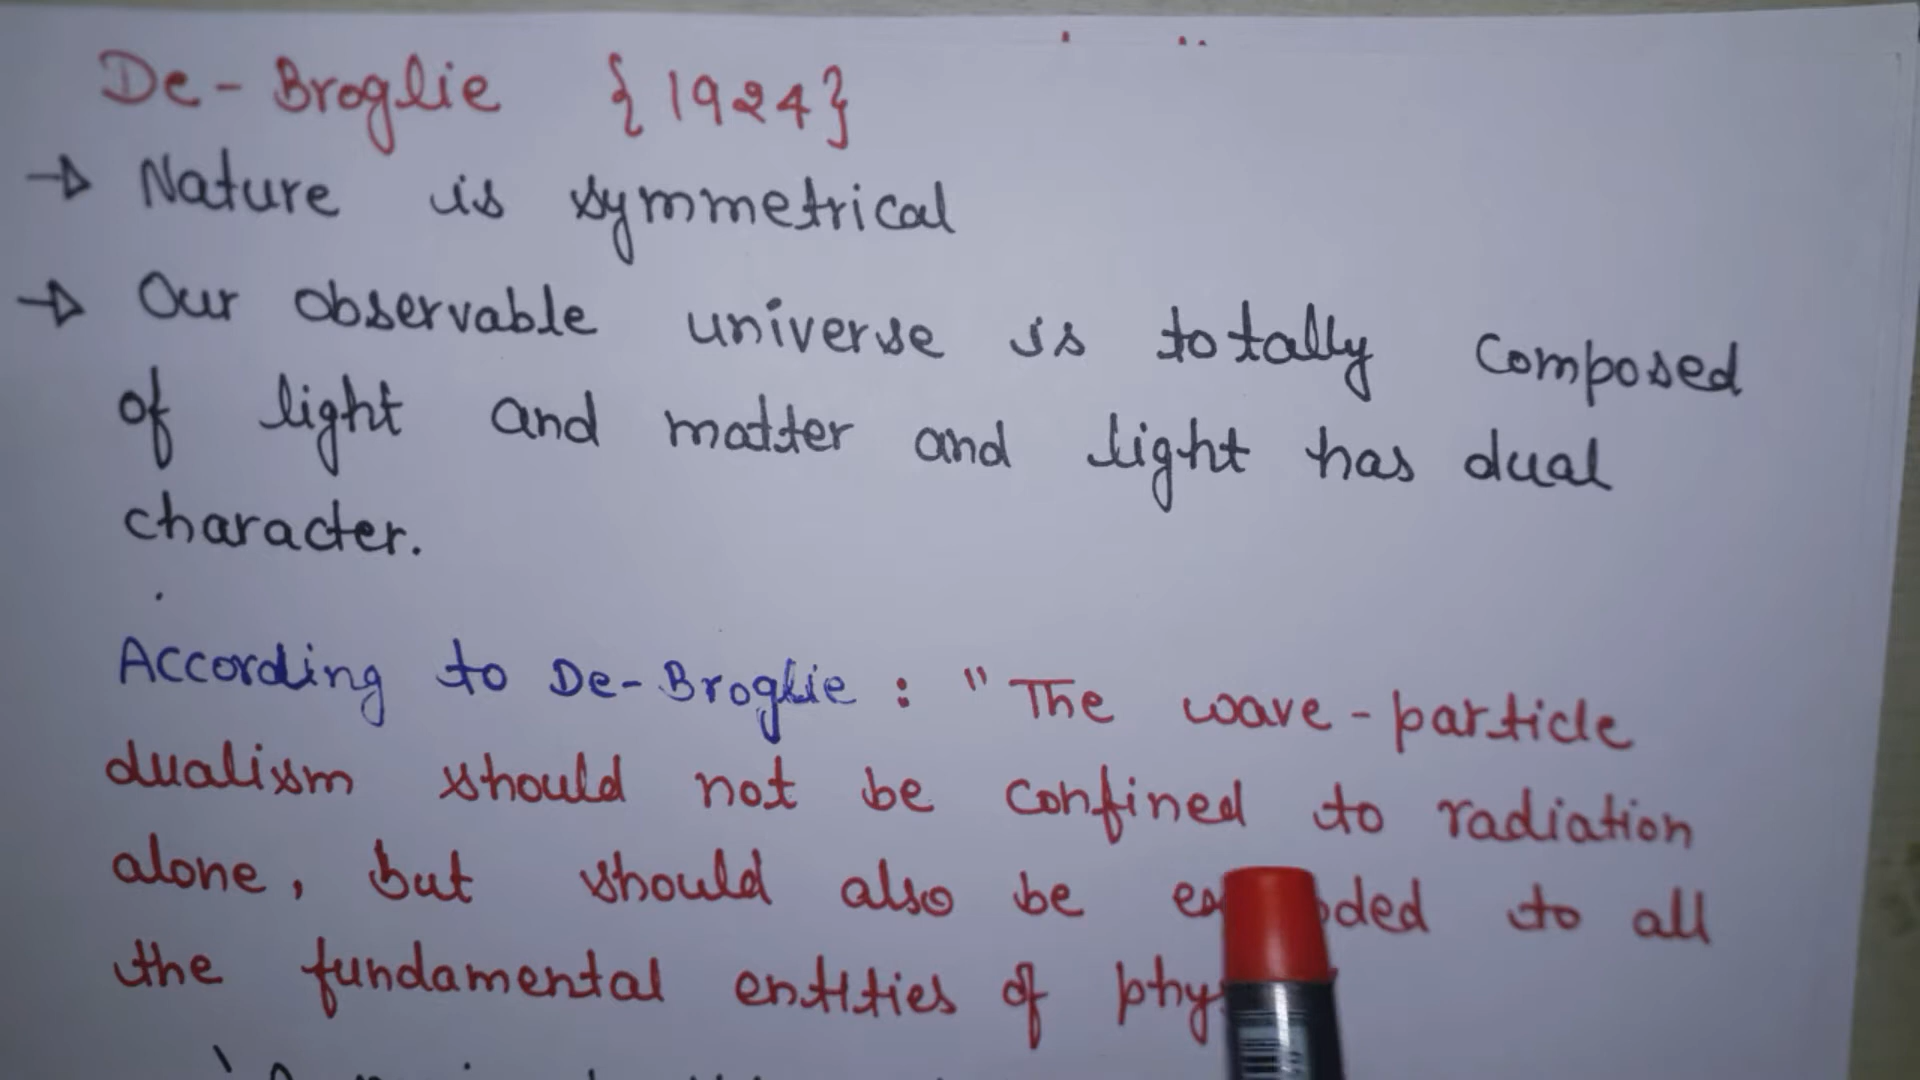 De-Broglie {1924}
→ Nature is symmetrical
→ Our observable universe is totally composed
of light and matter and light has dual
character.
According to De-Broglie : "The wave-particle
dualism should not be confined to radiation
alone, but should also be to all
the fundamental entities of